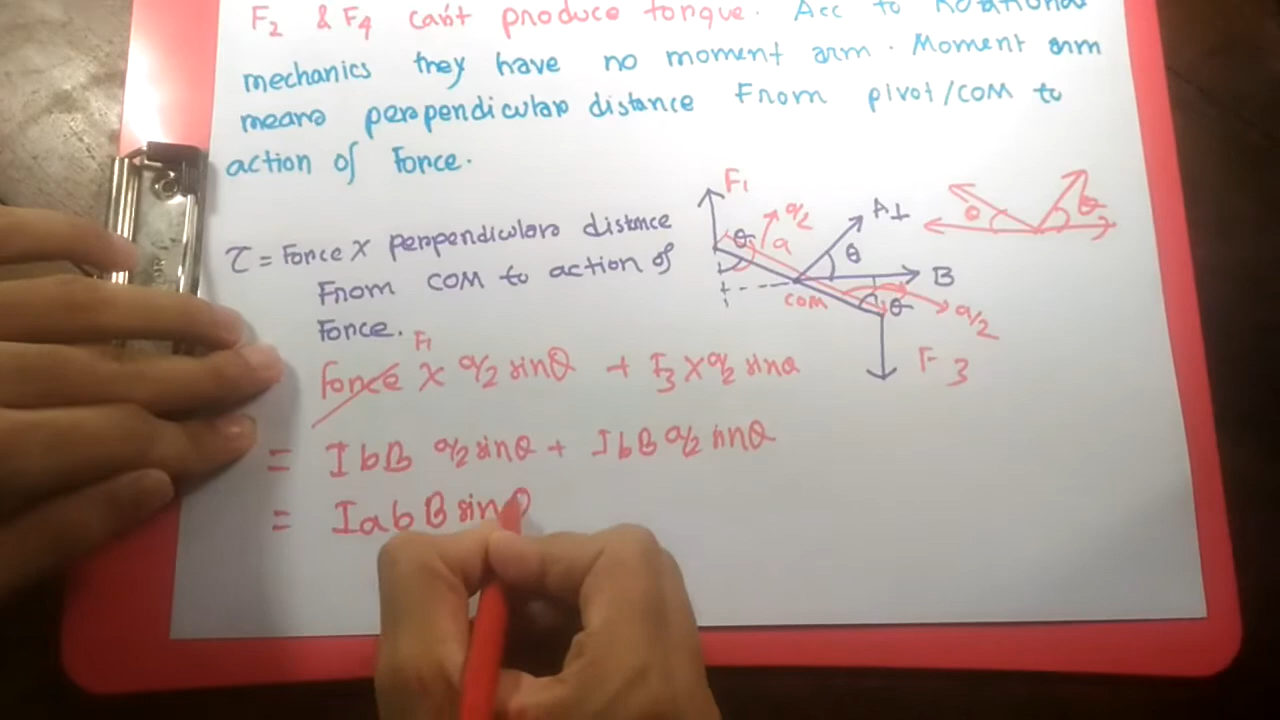 F2 & F4 can't produce torque. Acc to Rotational
mechanics they have no moment arm. Moment arm
means perpendicular distance From pivot/COM to
action of Force.
τ = Force X perpendicular distance
From COM to action of
Force.
F1
Force X a/2 sinθ + F3 X a/2 sinθ
= IbB a/2 sinθ + IbB a/2 sinθ
= IabB sinθ
F1
a/2
θ
a
A⊥
θ
B
COM
θ
a/2
F3
θ
θ